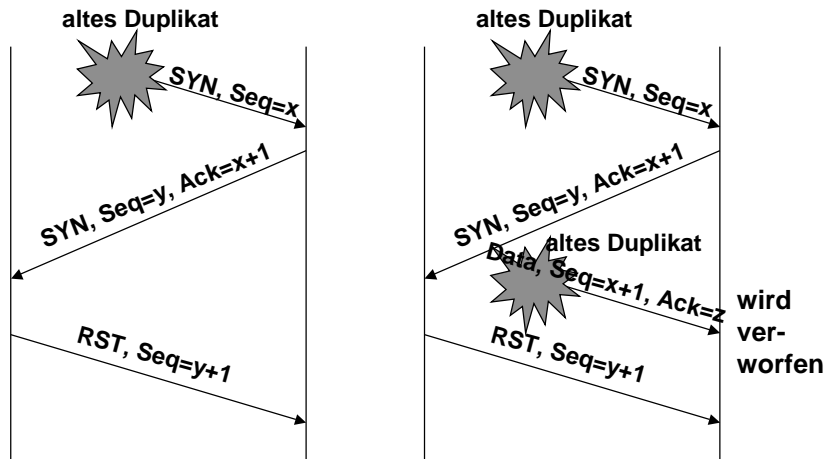 altes Duplikat
SYN, Seq=x
SYN, Seq=y, Ack=x+1
RST, Seq=y+1
altes Duplikat
SYN, Seq=x
SYN, Seq=y, Ack=x+1
altes Duplikat
Data, Seq=x+1, Ack=z
wird
ver-
worfen
RST, Seq=y+1